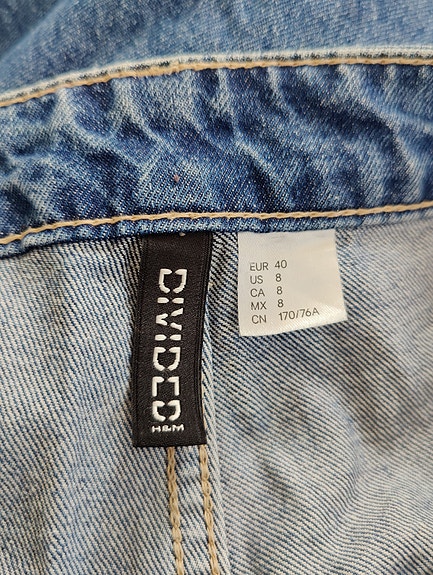 DIVIDED
H&M
EUR 40
US 8
CA 8
MX 8
CN 170/76A